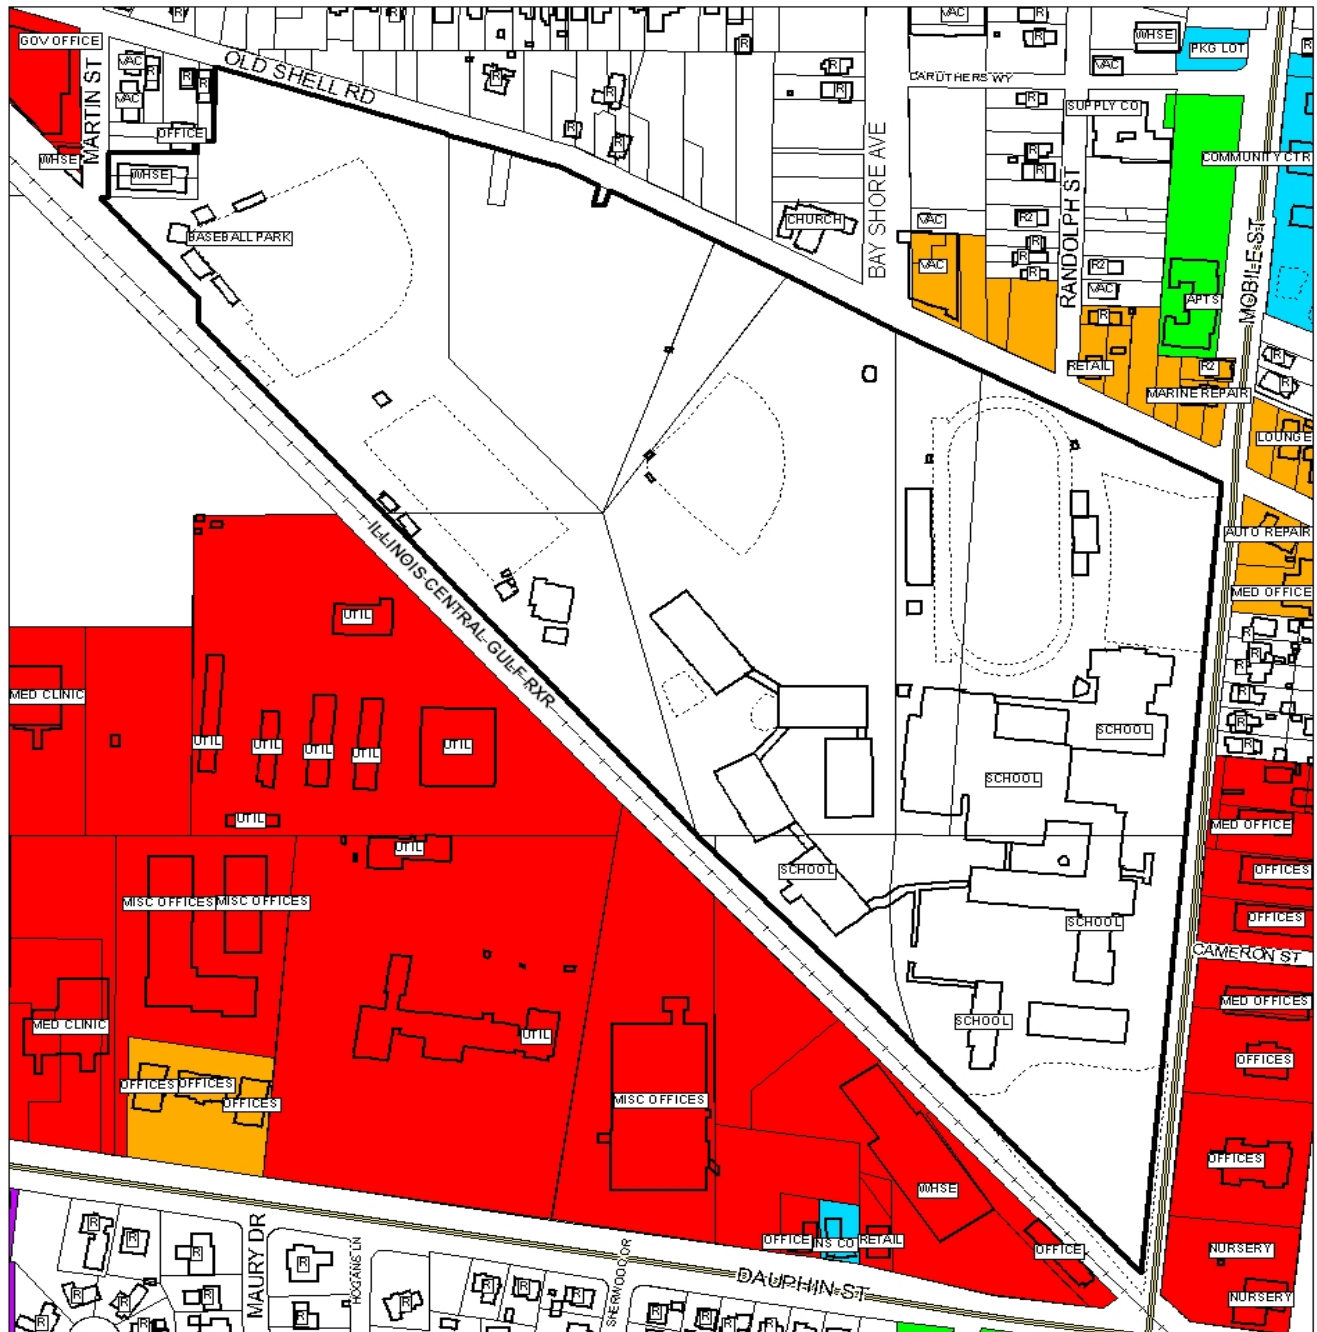 R
VAC
R
GOV OFFICE
WHSE
PKG LOT
R
R
VAC
R
R
R
OLD SHELL RD
R
R
VAC
CARUTHERS WY
R
R
VAC
R
SUPPLY CO
MARTIN ST
OFFICE
R
R
R
COMMUNITY CTR
WHSE
WHSE
R
RANDOLPH ST
BAY SHORE AVE
CHURCH
VAC
R2
BASEBALL PARK
R
MOBILE ST
VAC
R2
R
VAC
APTS
R
R
RETAIL
R2
R
MARINE REPAIR
LOUNGE
AUTO REPAIR
ILLINOIS CENTRAL GULF RXR
MED OFFICE
UTIL
R
R
MED CLINIC
R
R
SCHOOL
UTIL
UTIL
UTIL
UTIL
UTIL
R
SCHOOL
UTIL
MED OFFICE
UTIL
SCHOOL
OFFICES
MISC OFFICES
MISC OFFICES
SCHOOL
OFFICES
CAMERON ST
MED OFFICES
MED CLINIC
SCHOOL
UTIL
OFFICES
OFFICES
OFFICES
OFFICES
MISC OFFICES
OFFICES
WHSE
R
R
R
MAURY DR
HOGANS LN
SHERWOOD DR
OFFICE
NS CO
RETAIL
OFFICE
NURSERY
R
DAUPHIN ST
R
R
R
R
R
R
NURSERY
R
R
R
R
R
R
R